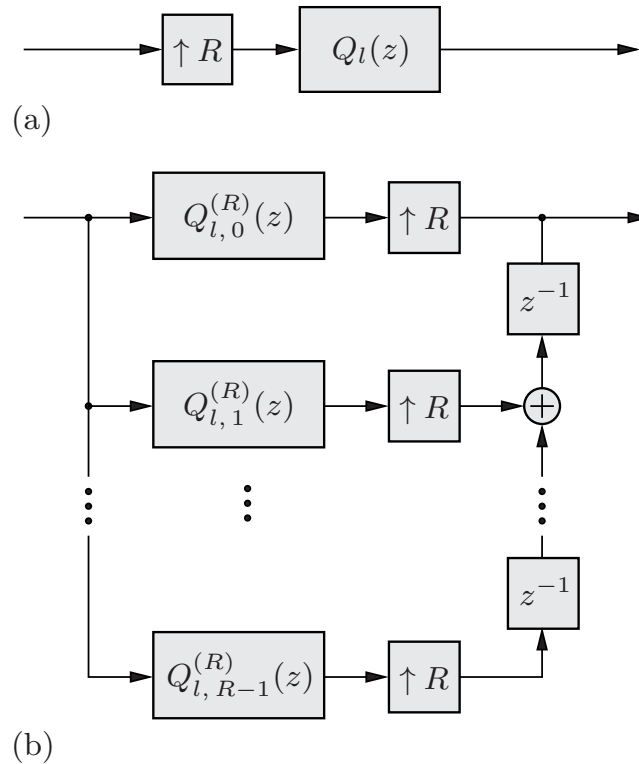 ↑ R
Q_l(z)
(a)
Q_{l, 0}^{(R)}(z)
↑ R
z^{-1}
Q_{l, 1}^{(R)}(z)
↑ R
+
z^{-1}
Q_{l, R-1}^{(R)}(z)
↑ R
(b)